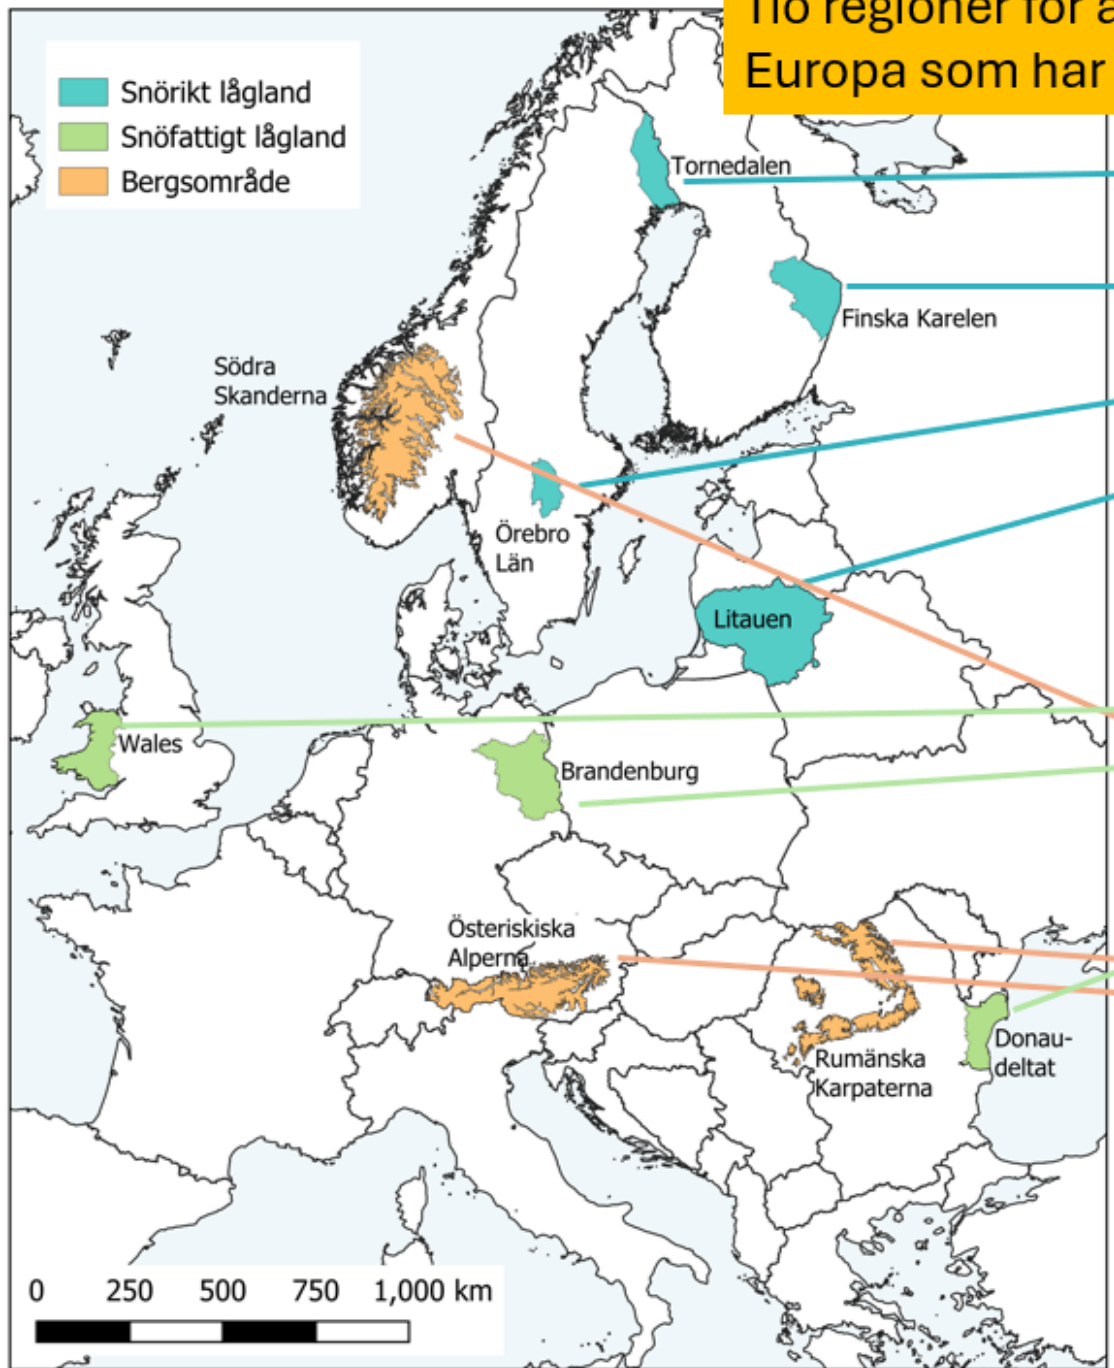 Tio regioner för a
Europa som har
Snörikt lågland
Snöfattigt lågland
Bergsområde
Tornedalen
Finska Karelen
Södra
Skanderna
Örebro
Län
Litauen
Wales
Brandenburg
Österiskiska
Alperna
Rumänska
Karpaterna
Donau-
deltat
0 250 500 750 1,000 km